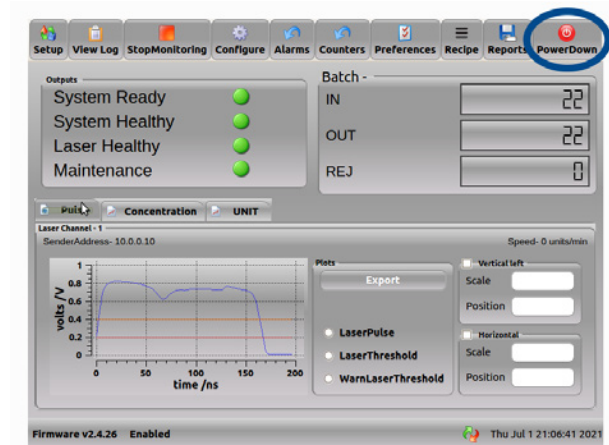 Setup View Log StopMonitoring Configure Alarms Counters Preferences Recipe Reports PowerDown
Outputs
System Ready
System Healthy
Laser Healthy
Maintenance
Batch -
IN 22
OUT 22
REJ 0
Pulse Concentration UNIT
Laser Channel - 1
SenderAddress- 10.0.0.10 Speed- 0 units/min
volts /V
1
0.8
0.6
0.4
0.2
0
0 50 100 150 200
time /ns
Plots
Export
LaserPulse
LaserThreshold
WarnLaserThreshold
Vertical left
Scale
Position
Horizontal
Scale
Position
Firmware v2.4.26 Enabled Thu Jul 1 21:06:41 2021